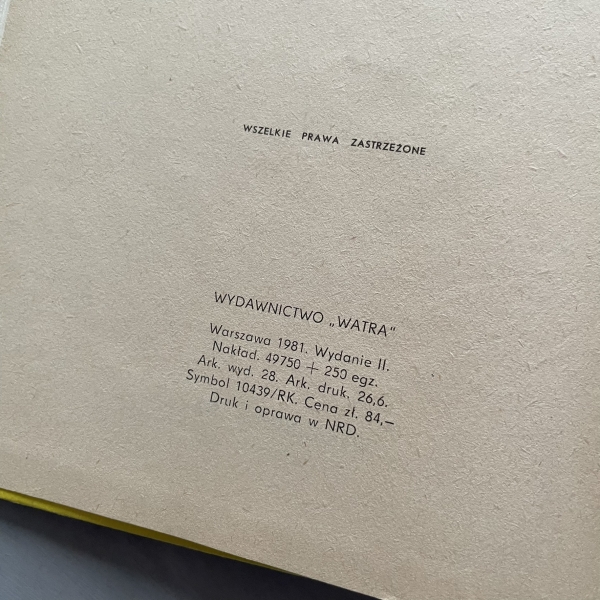 WSZELKIE PRAWA ZASTRZEŻONE
WYDAWNICTWO „WATRA”
Warszawa 1981. Wydanie II.
Nakład. 49750 + 250 egz.
Ark. wyd. 28. Ark. druk. 26,6.
Symbol 10439/RK. Cena zł. 84,–
Druk i oprawa w NRD.